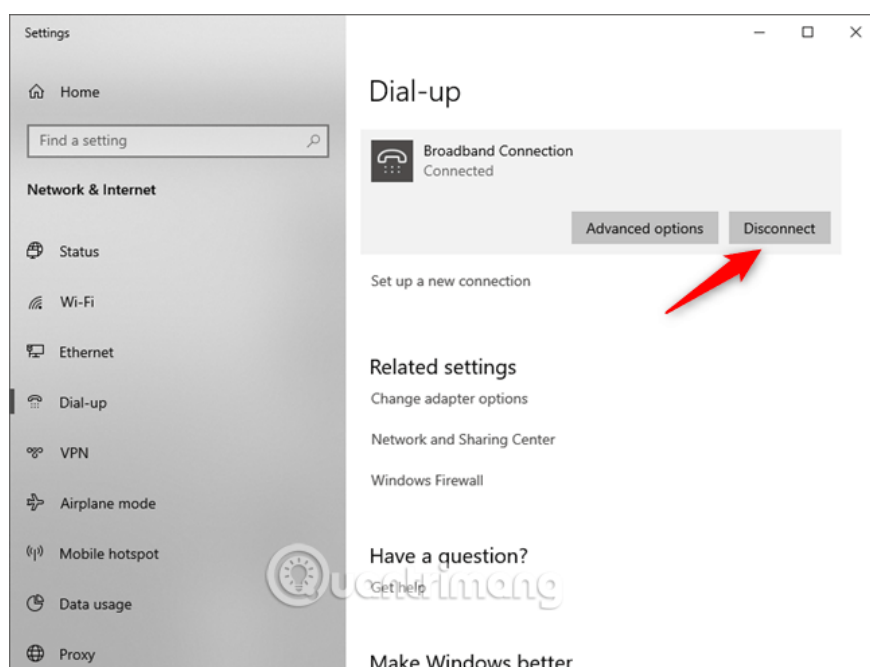 Settings
Home
Find a setting
Network & Internet
Status
Wi-Fi
Ethernet
Dial-up
VPN
Airplane mode
Mobile hotspot
Data usage
Proxy
Dial-up
Broadband Connection
Connected
Advanced options
Disconnect
Set up a new connection
Related settings
Change adapter options
Network and Sharing Center
Windows Firewall
Have a question?
Get help
Quantrimang
Make Windows better